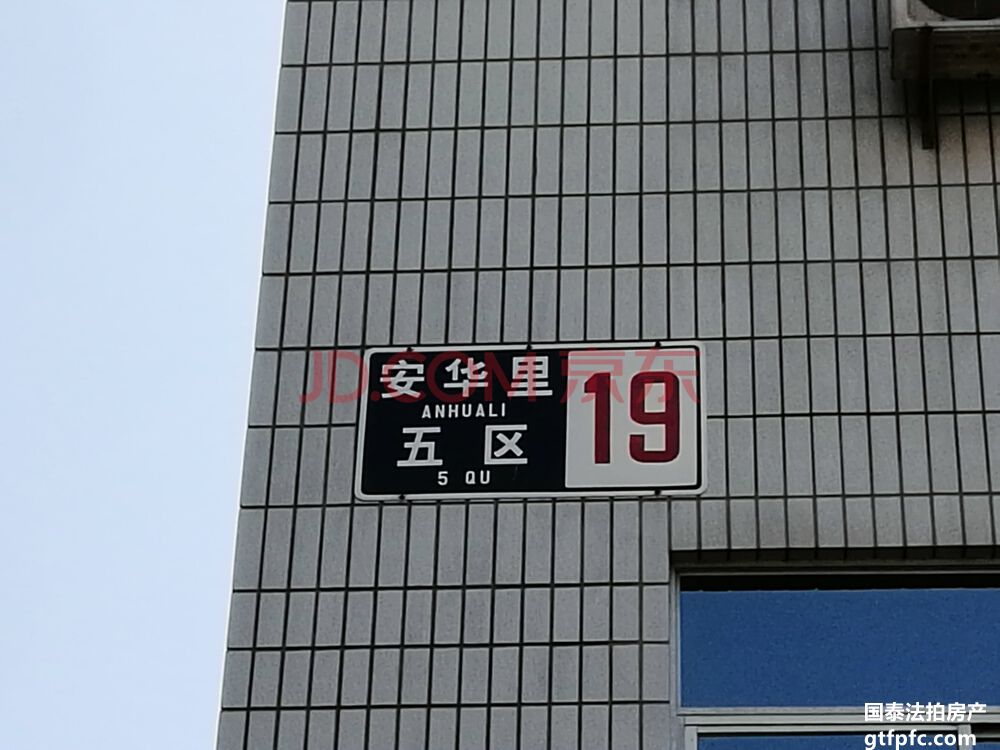 安华里
ANHUALI
五区
5 QU
19
JD.COM 京东
国泰法拍房产
gtfpfc.com